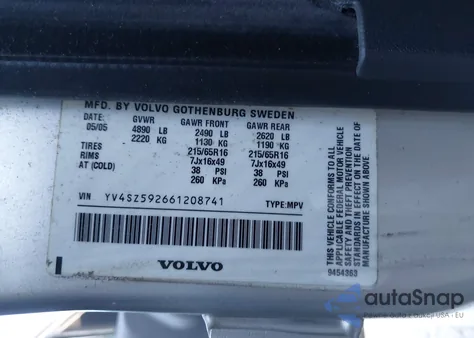 MFD. BY VOLVO GOTHENBURG SWEDEN
DATE: GVWR GAWR FRONT GAWR REAR
05/05 4890 LB 2490 LB 2620 LB
2220 KG 1130 KG 1190 KG
TIRES 215/65R16 215/65R16
RIMS 7Jx16x49 7Jx16x49
AT (COLD) 38 PSI 38 PSI
260 KPa 260 KPa
VIN YV4SZ592661208741 TYPE:MPV
VOLVO
THIS VEHICLE CONFORMS TO ALL
APPLICABLE FEDERAL MOTOR VEHICLE
SAFETY AND THEFT PREVENTION
STANDARDS IN EFFECT ON THE DATE OF
MANUFACTURE SHOWN ABOVE.
9454363
autoSnap